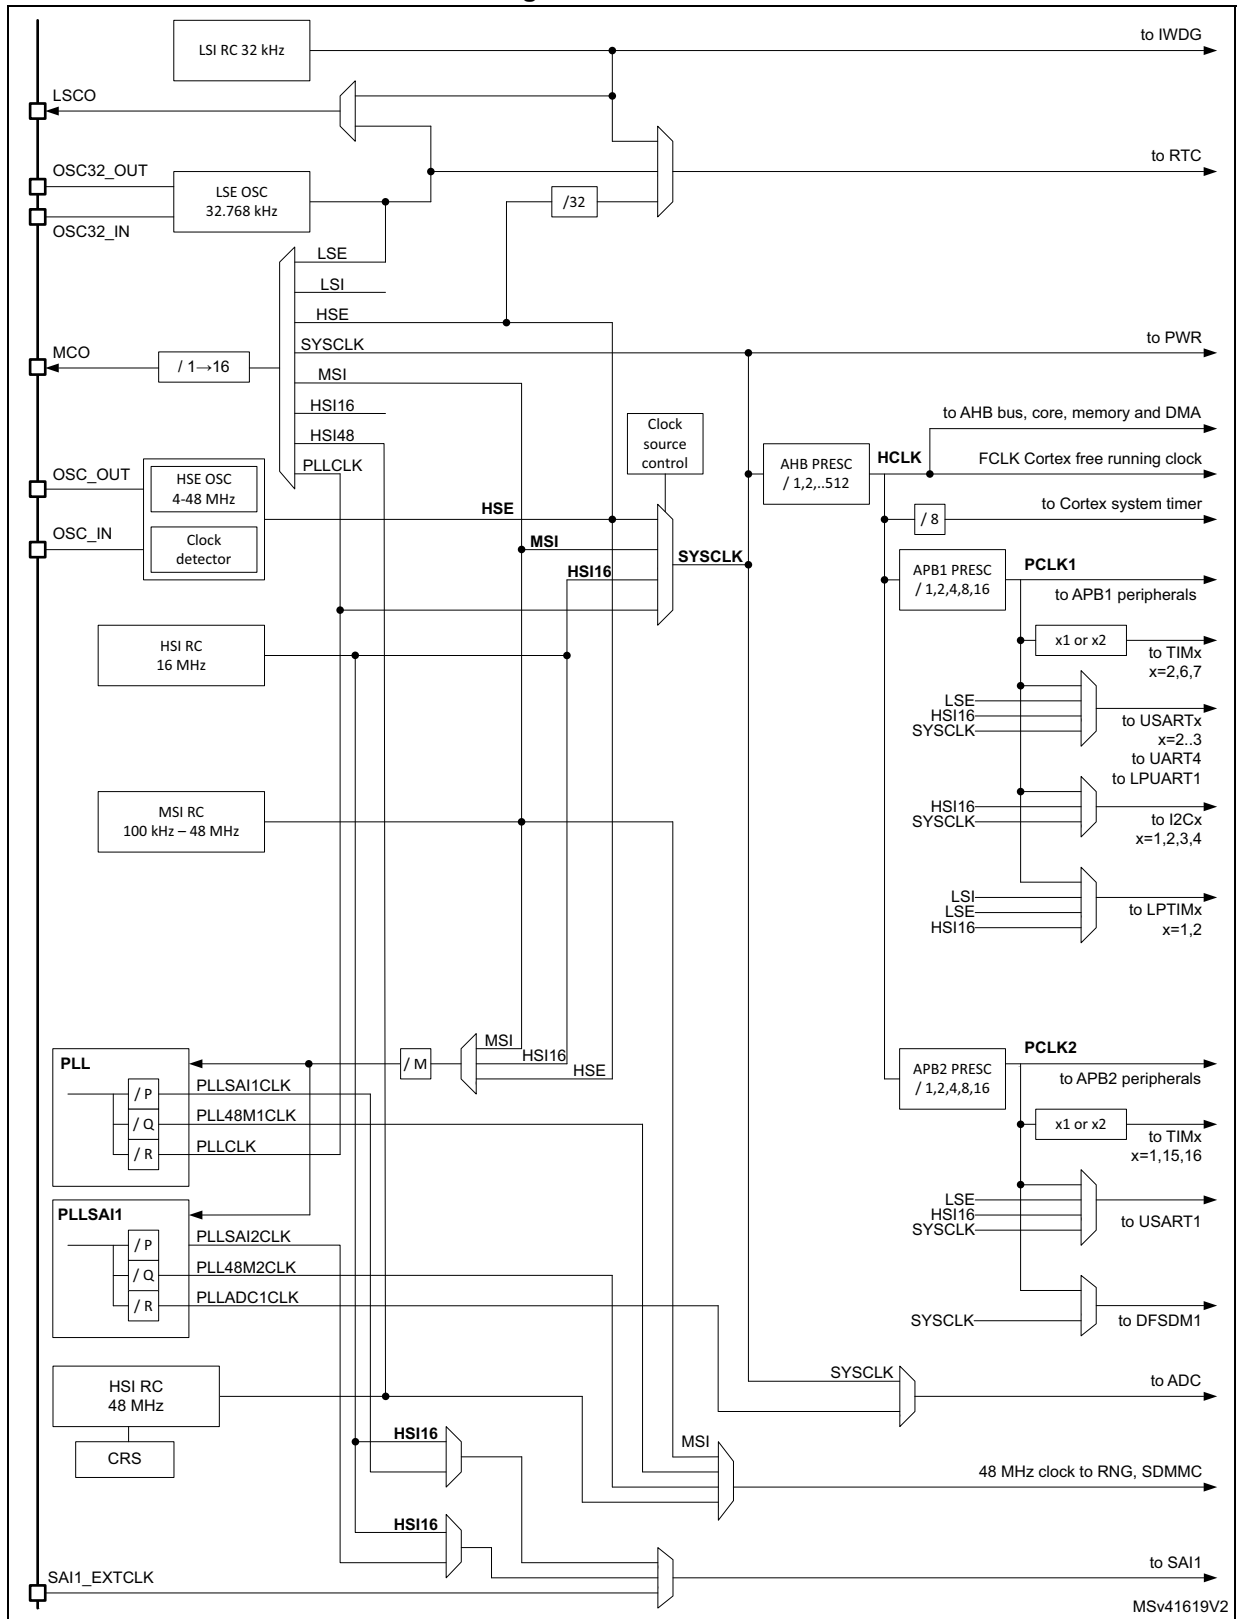 LSI RC 32 kHz
to IWDG
LSCO
OSC32_OUT
to RTC
LSE OSC
32.768 kHz
/32
OSC32_IN
LSE
LSI
HSE
SYSCLK
to PWR
MCO
/ 1→16
MSI
HSI16
HSI48
PLLCLK
Clock
source
control
to AHB bus, core, memory and DMA
AHB PRESC
/ 1,2,..512
HCLK
FCLK Cortex free running clock
OSC_OUT
HSE OSC
4-48 MHz
to Cortex system timer
/ 8
OSC_IN
Clock
detector
HSE
MSI
HSI16
SYSCLK
APB1 PRESC
/ 1,2,4,8,16
PCLK1
to APB1 peripherals
HSI RC
16 MHz
x1 or x2
to TIMx
x=2,6,7
LSE
HSI16
SYSCLK
to USARTx
x=2..3
to UART4
to LPUART1
MSI RC
100 kHz – 48 MHz
HSI16
SYSCLK
to I2Cx
x=1,2,3,4
LSI
LSE
HSI16
to LPTIMx
x=1,2
MSI
HSI16
HSE
/ M
PLL
/ P
PLLSAI1CLK
/ Q
PLL48M1CLK
/ R
PLLCLK
APB2 PRESC
/ 1,2,4,8,16
PCLK2
to APB2 peripherals
x1 or x2
to TIMx
x=1,15,16
PLLSAI1
/ P
PLLSAI2CLK
/ Q
PLL48M2CLK
/ R
PLLADC1CLK
LSE
HSI16
SYSCLK
to USART1
SYSCLK
to DFSDM1
HSI RC
48 MHz
CRS
SYSCLK
to ADC
HSI16
MSI
48 MHz clock to RNG, SDMMC
HSI16
SAI1_EXTCLK
to SAI1
MSv41619V2